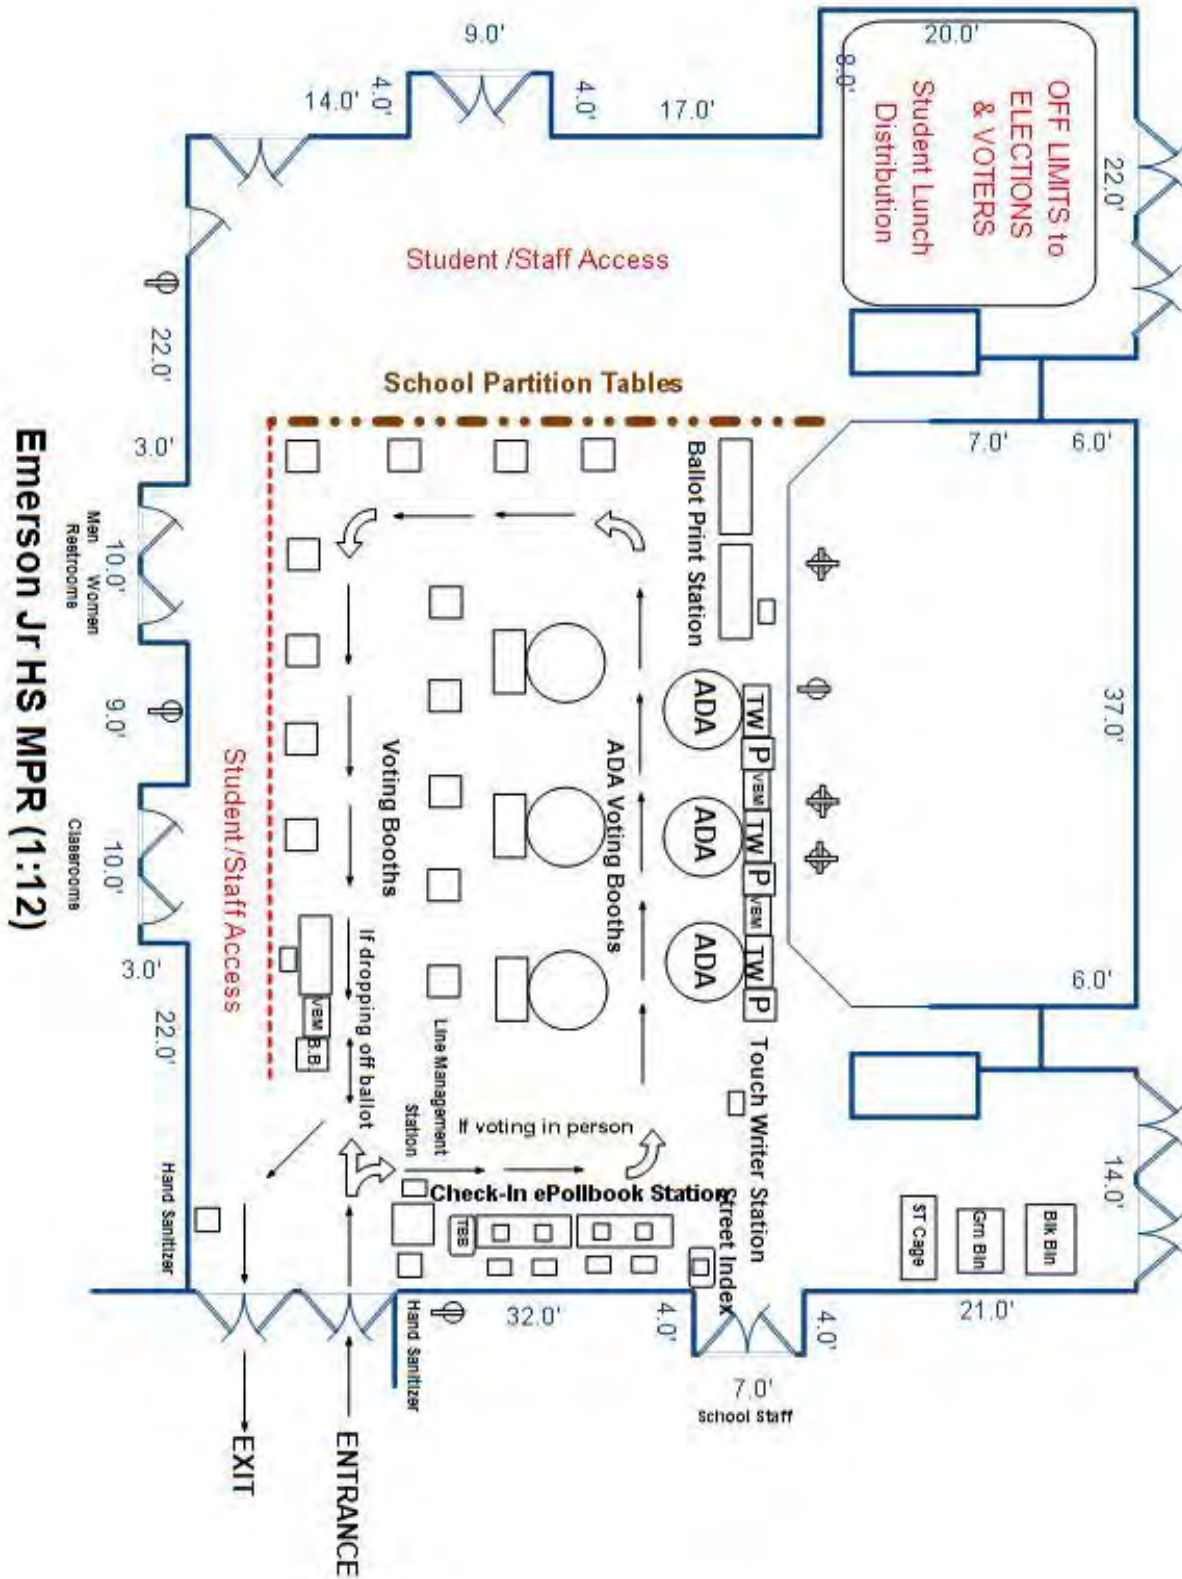 9.0'
20.0'
14.0'
4.0'
4.0'
17.0'
8.0'
OFF LIMITS to
ELECTIONS
& VOTERS
Student Lunch
Distribution
22.0'
Student /Staff Access
22.0'
School Partition Tables
3.0'
7.0'
6.0'
Ballot Print Station
Men Women
Restrooms
10.0'
9.0'
Classrooms
10.0'
3.0'
22.0'
Emerson Jr HS MPR (1:12)
Student/Staff Access
Voting Booths
ADA Voting Booths
ADA
ADA
ADA
TW
P
VBM
TW
P
VBM
TW
P
37.0'
6.0'
VBM
B.B.
If dropping off ballot
Line Management
Station
If voting in person
Touch Writer Station
Check-In ePollbook Station
Street Index
TBB
Hand Sanitizer
Hand Sanitizer
ST Cage
Grn Bin
Blk Bin
14.0'
32.0'
4.0'
4.0'
21.0'
7.0'
School Staff
EXIT
ENTRANCE